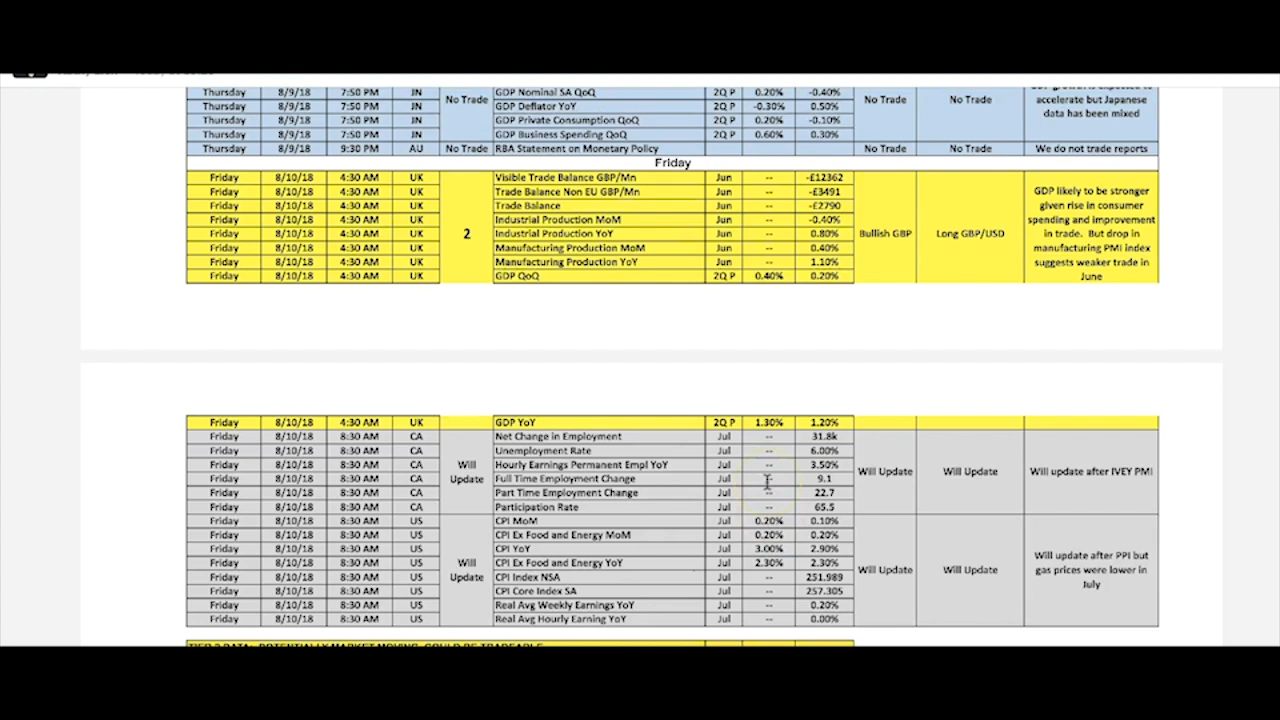 Thursday 8/9/18 7:50 PM JN No Trade GDP Nominal SA QoQ 2Q P 0.20% -0.40% No Trade No Trade accelerate but Japanese data has been mixed
Thursday 8/9/18 7:50 PM JN GDP Deflator YoY 2Q P -0.30% 0.50%
Thursday 8/9/18 7:50 PM JN GDP Private Consumption QoQ 2Q P 0.20% -0.10%
Thursday 8/9/18 7:50 PM JN GDP Business Spending QoQ 2Q P 0.60% 0.30%
Thursday 8/9/18 9:30 PM AU No Trade RBA Statement on Monetary Policy No Trade No Trade We do not trade reports
Friday
Friday 8/10/18 4:30 AM UK Visible Trade Balance GBP/Mn Jun -- -£12362
Friday 8/10/18 4:30 AM UK Trade Balance Non EU GBP/Mn Jun -- -£3491 GDP likely to be stronger
Friday 8/10/18 4:30 AM UK Trade Balance Jun -- -£2790 given rise in consumer
Friday 8/10/18 4:30 AM UK Industrial Production MoM Jun -- -0.40% spending and improvement
Friday 8/10/18 4:30 AM UK 2 Industrial Production YoY Jun -- 0.80% Bullish GBP Long GBP/USD in trade. But drop in
Friday 8/10/18 4:30 AM UK Manufacturing Production MoM Jun -- 0.40% manufacturing PMI index
Friday 8/10/18 4:30 AM UK Manufacturing Production YoY Jun -- 1.10% suggests weaker trade in
Friday 8/10/18 4:30 AM UK GDP QoQ 2Q P 0.40% 0.20% June
Friday 8/10/18 4:30 AM UK GDP YoY 2Q P 1.30% 1.20%
Friday 8/10/18 8:30 AM CA Net Change in Employment Jul -- 31.8k
Friday 8/10/18 8:30 AM CA Unemployment Rate Jul -- 6.00%
Friday 8/10/18 8:30 AM CA Will Update Hourly Earnings Permanent Empl YoY Jul -- 3.50% Will Update Will Update Will update after IVEY PMI
Friday 8/10/18 8:30 AM CA Full Time Employment Change Jul -- 9.1
Friday 8/10/18 8:30 AM CA Part Time Employment Change Jul -- 22.7
Friday 8/10/18 8:30 AM CA Participation Rate Jul -- 65.5
Friday 8/10/18 8:30 AM US CPI MoM Jul 0.20% 0.10%
Friday 8/10/18 8:30 AM US CPI Ex Food and Energy MoM Jul 0.20% 0.20%
Friday 8/10/18 8:30 AM US CPI YoY Jul 3.00% 2.90% Will update after PPI but
Friday 8/10/18 8:30 AM US Will Update CPI Ex Food and Energy YoY Jul 2.30% 2.30% Will Update Will Update gas prices were lower in
Friday 8/10/18 8:30 AM US CPI Index NSA Jul -- 251.989 July
Friday 8/10/18 8:30 AM US CPI Core Index SA Jul -- 257.305
Friday 8/10/18 8:30 AM US Real Avg Weekly Earnings YoY Jul -- 0.20%
Friday 8/10/18 8:30 AM US Real Avg Hourly Earning YoY Jul -- 0.00%